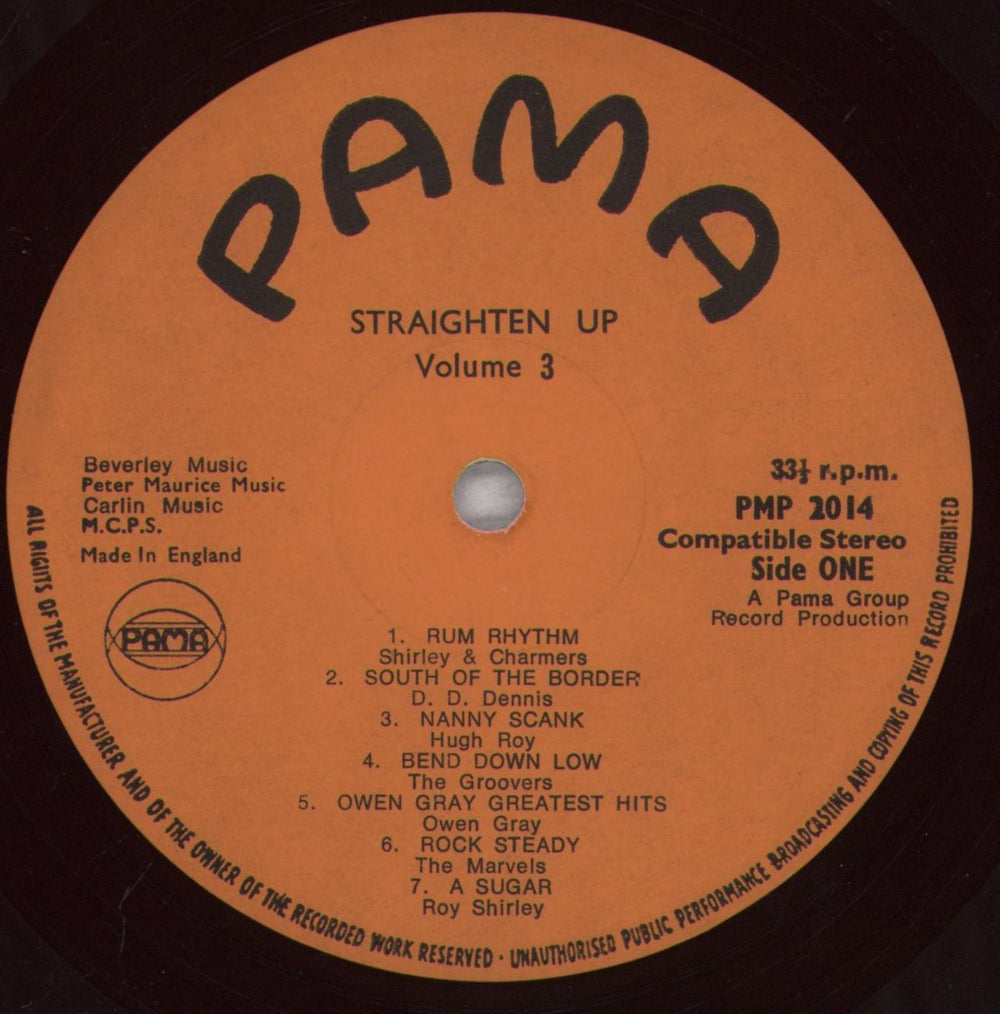 PAMA
STRAIGHTEN UP
Volume 3
Beverley Music
Peter Maurice Music
Carlin Music
M.C.P.S.
Made In England
PAMA
33⅓ r.p.m.
PMP 2014
Compatible Stereo
Side ONE
A Pama Group
Record Production
1. RUM RHYTHM
Shirley & Charmers
2. SOUTH OF THE BORDER
D. D. Dennis
3. NANNY SCANK
Hugh Roy
4. BEND DOWN LOW
The Groovers
5. OWEN GRAY GREATEST HITS
Owen Gray
6. ROCK STEADY
The Marvels
7. A SUGAR
Roy Shirley
ALL RIGITS OF THE MANUFACTURER AND OF THE OWNER OF THE RECORDED WORK RESERVED · UNAUTHORISED PUBLIC PERFORMANCE BROADCASTING AND COPYING OF THIS RECORD PROHIBITED